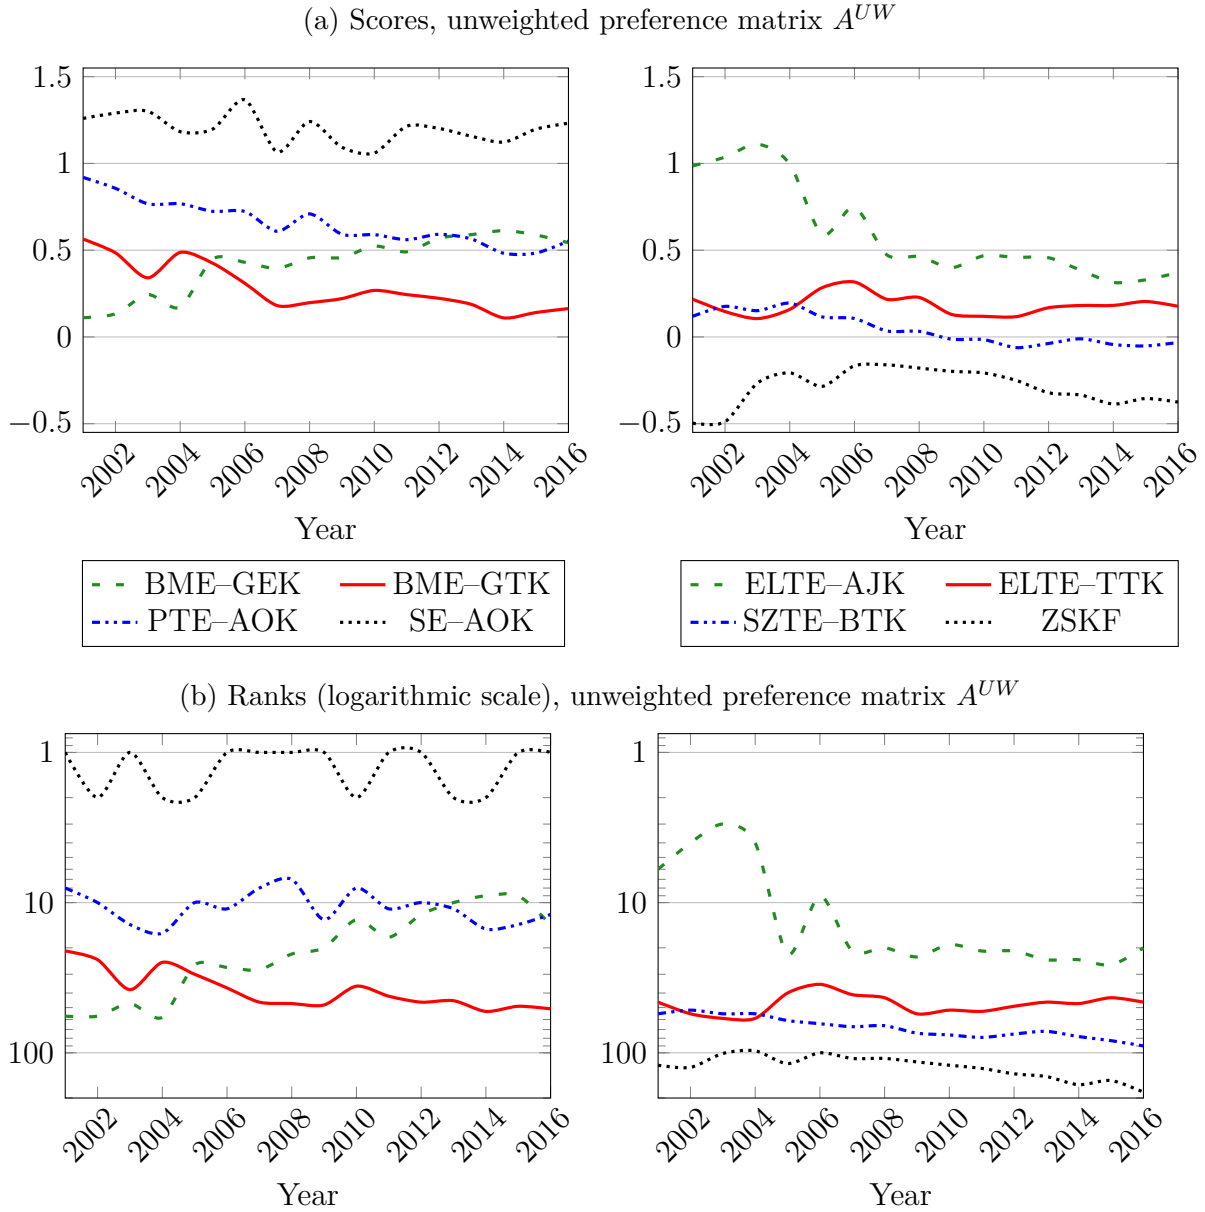 (a) Scores, unweighted preference matrix A^{UW}
1.5
1
0.5
0
−0.5
2002 2004 2006 2008 2010 2012 2014 2016
Year
1.5
1
0.5
0
−0.5
2002 2004 2006 2008 2010 2012 2014 2016
Year
BME–GEK BME–GTK
PTE–AOK SE–AOK
ELTE–AJK ELTE–TTK
SZTE–BTK ZSKF
(b) Ranks (logarithmic scale), unweighted preference matrix A^{UW}
1
10
100
2002 2004 2006 2008 2010 2012 2014 2016
Year
1
10
100
2002 2004 2006 2008 2010 2012 2014 2016
Year